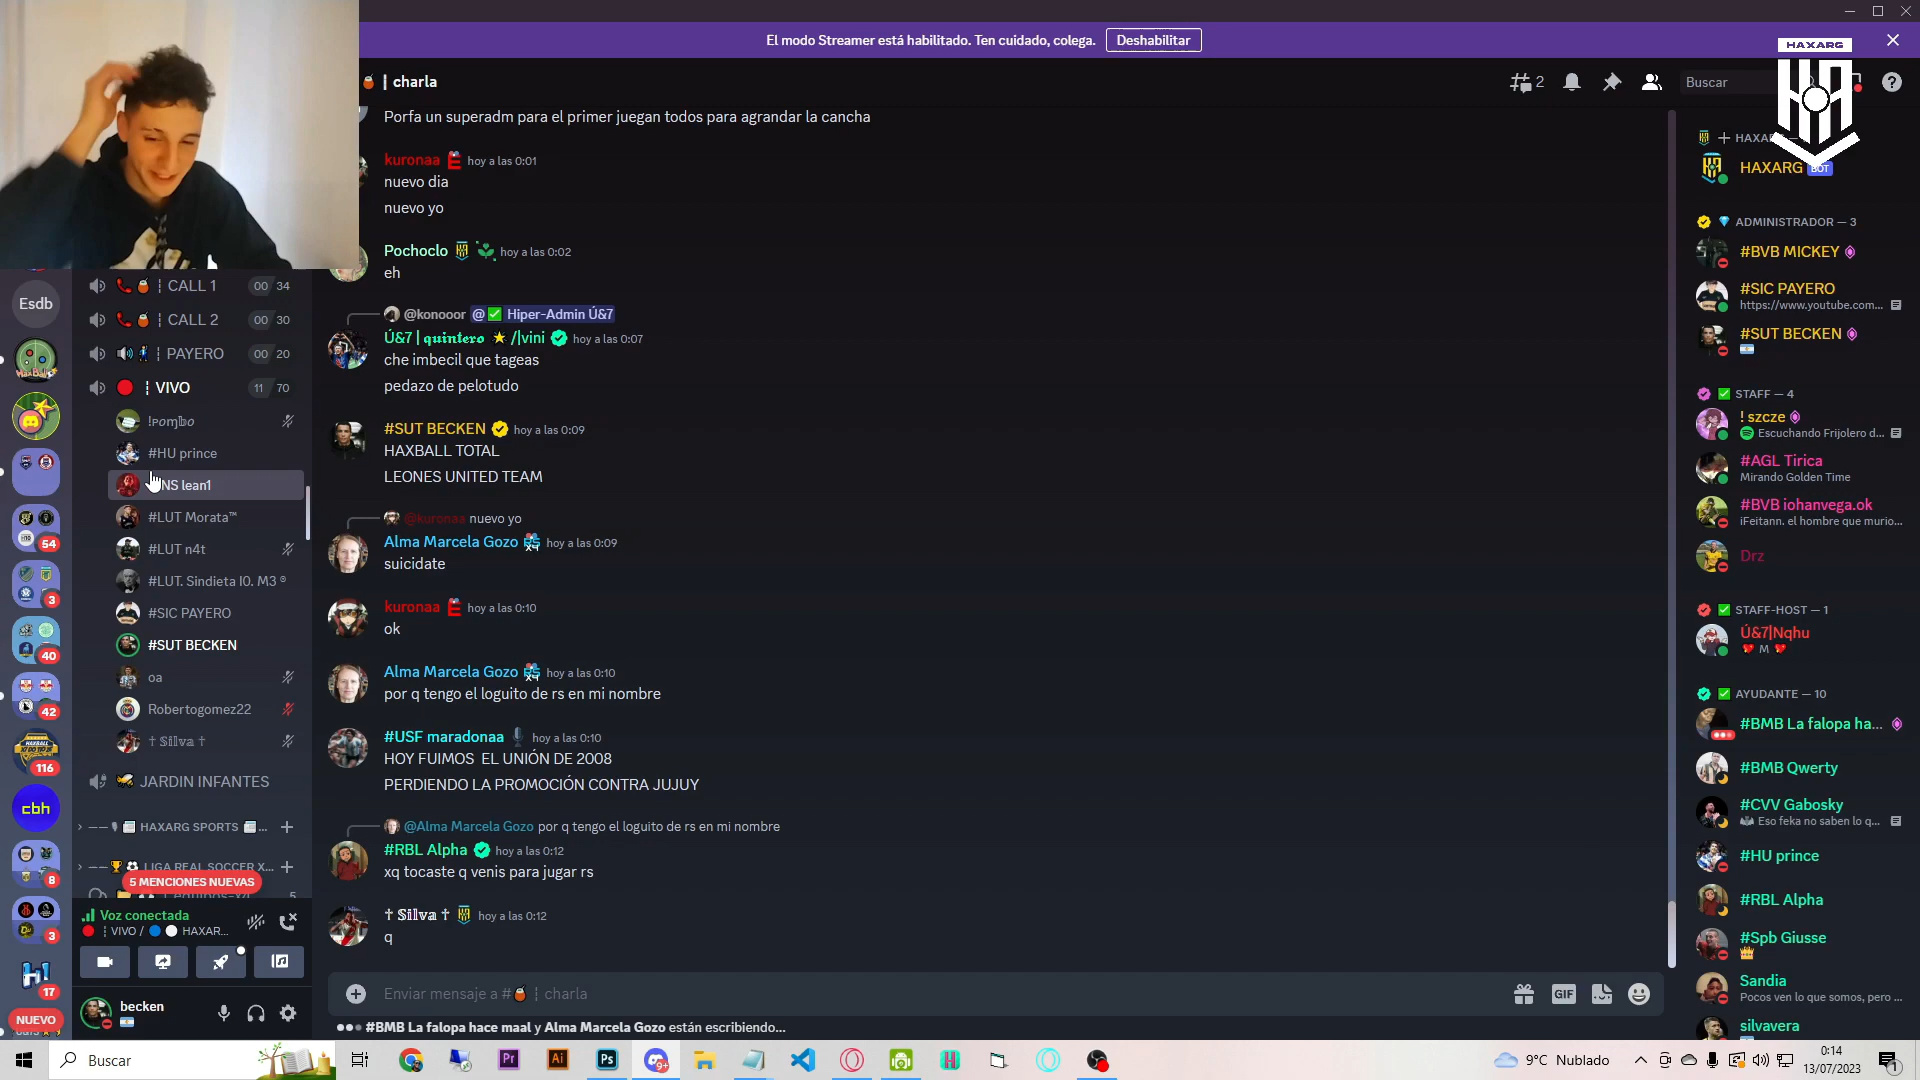 El modo Streamer está habilitado. Ten cuidado, colega. Deshabilitar
HAXARG
┆ charla
2
Buscar
Porfa un superadm para el primer juegan todos para agrandar la cancha
kuronaa hoy a las 0:01
nuevo dia
nuevo yo
Pochoclo hoy a las 0:02
eh
@konooor @✅ Hiper-Admin Ú&7
Ú&7 | 𝖖𝖚𝖎𝖓𝖙𝖊𝖗𝖔 ★ /|vini hoy a las 0:07
che imbecil que tageas
pedazo de pelotudo
#SUT BECKEN hoy a las 0:09
HAXBALL TOTAL
LEONES UNITED TEAM
@kuronaa nuevo yo
Alma Marcela Gozo hoy a las 0:09
suicidate
kuronaa hoy a las 0:10
ok
Alma Marcela Gozo hoy a las 0:10
por q tengo el loguito de rs en mi nombre
#USF maradonaa hoy a las 0:10
HOY FUIMOS EL UNIÓN DE 2008
PERDIENDO LA PROMOCIÓN CONTRA JUJUY
@Alma Marcela Gozo por q tengo el loguito de rs en mi nombre
#RBL Alpha hoy a las 0:12
xq tocaste q venis para jugar rs
† 𝕊𝕚𝕝𝕧𝕒 † hoy a las 0:12
q
Enviar mensaje a # ┆ charla
GIF
#BMB La falopa hace maal y Alma Marcela Gozo están escribiendo...
Esdb
54
3
40
42
116
cbh
8
3
17
NUEVO
┆ CALL 1 00 34
┆ CALL 2 00 30
┆ PAYERO 00 20
┆ VIVO 11 70
#HU prince
NS lean1
#LUT Morata™
#LUT n4t
#LUT. Sindieta I0. M3 ®
#SIC PAYERO
#SUT BECKEN
oa
Robertogomez22
† 𝕊𝕚𝕝𝕧𝕒 †
JARDIN INFANTES
HAXARG SPORTS ...
LIGA REAL SOCCER X...
5 MENCIONES NUEVAS
Voz conectada
┆ VIVO / HAXAR...
becken
HAXARG BOT
ADMINISTRADOR — 3
#BVB MICKEY
#SIC PAYERO
https://www.youtube.com...
#SUT BECKEN
STAFF — 4
! szcze
Escuchando Frijolero d...
#AGL Tirica
Mirando Golden Time
#BVB iohanvega.ok
iFeitann. el hombre que murio...
Drz
STAFF-HOST — 1
Ú&7|Nqhu
M
AYUDANTE — 10
#BMB La falopa ha...
#BMB Qwerty
#CVV Gabosky
Eso feka no saben lo q...
#HU prince
#RBL Alpha
#Spb Giusse
Sandia
Pocos ven lo que somos, pero ...
silvavera
Buscar
Pr
Ai
Ps
9+
9°C Nublado
0:14
13/07/2023
1